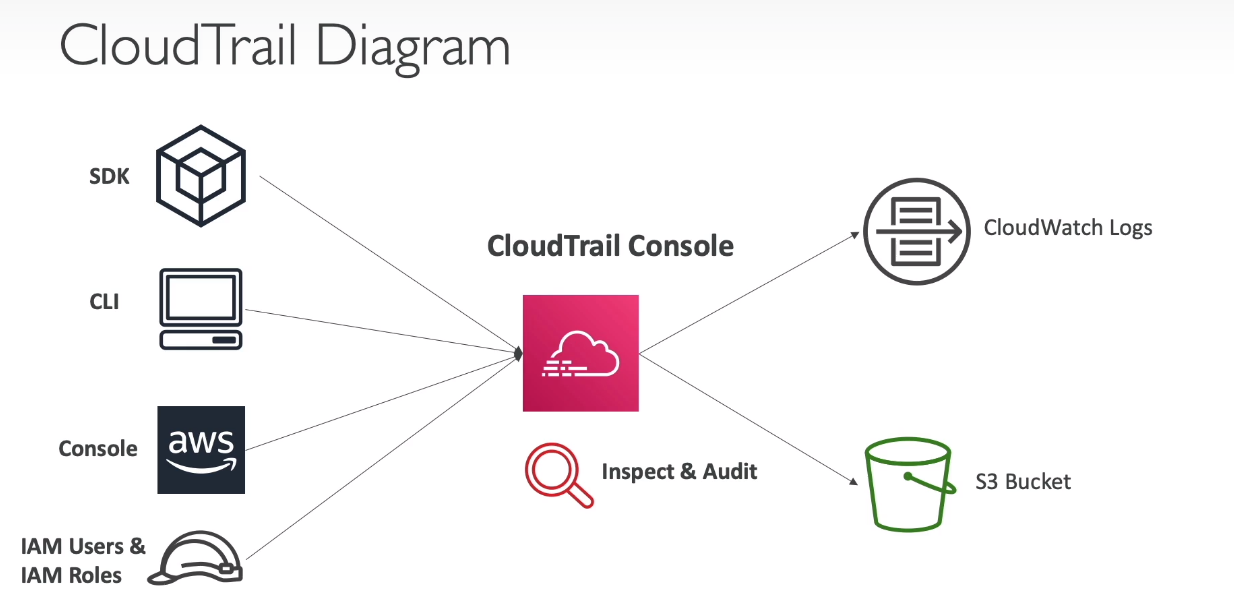 CloudTrail Diagram
SDK
CLI
Console
aws
IAM Users &
IAM Roles
CloudTrail Console
Inspect & Audit
CloudWatch Logs
S3 Bucket